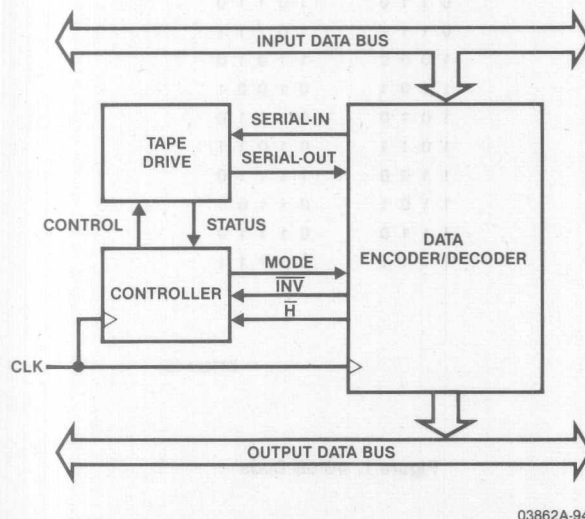 INPUT DATA BUS
SERIAL-IN
TAPE
DRIVE
SERIAL-OUT
CONTROL
STATUS
DATA
ENCODER/DECODER
MODE
CONTROLLER
INV
H
CLK
OUTPUT DATA BUS
03862A-94